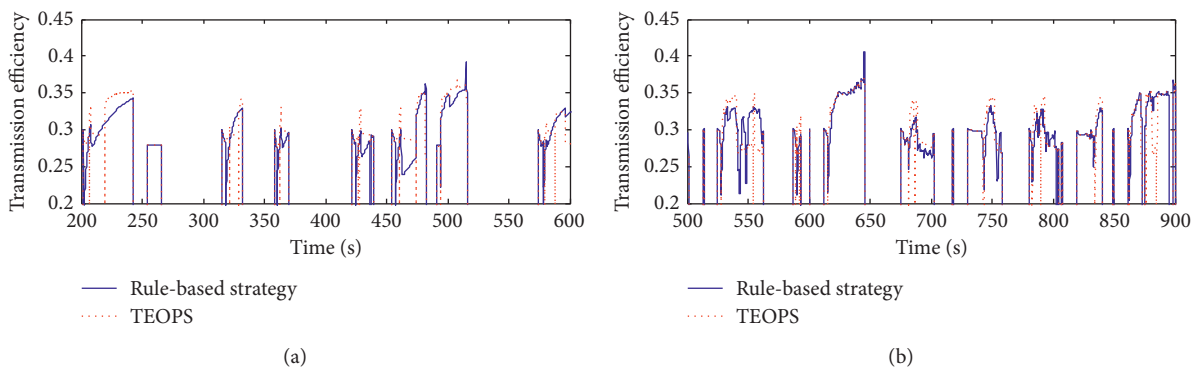 0.45
0.4
0.35
0.3
0.25
0.2
Transmission efficiency
200 250 300 350 400 450 500 550 600
Time (s)
Rule-based strategy
TEOPS
(a)
0.45
0.4
0.35
0.3
0.25
0.2
Transmission efficiency
500 550 600 650 700 750 800 850 900
Time (s)
Rule-based strategy
TEOPS
(b)